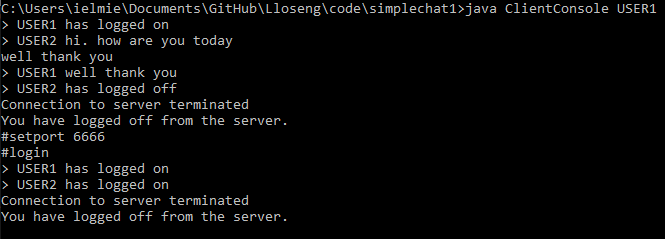 C:\Users\ielmie\Documents\GitHub\Lloseng\code\simplechat1>java ClientConsole USER1
> USER1 has logged on
> USER2 hi. how are you today
well thank you
> USER1 well thank you
> USER2 has logged off
Connection to server terminated
You have logged off from the server.
#setport 6666
#login
> USER1 has logged on
> USER2 has logged on
Connection to server terminated
You have logged off from the server.